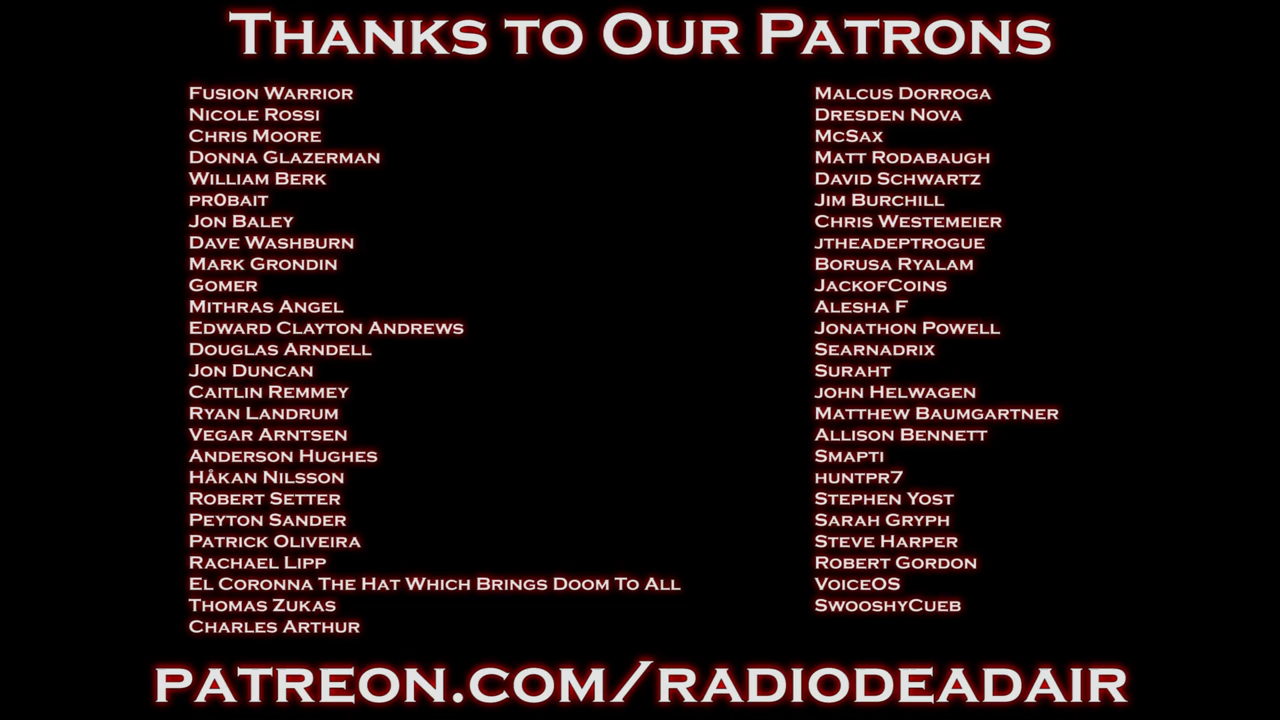 Thanks to Our Patrons
Fusion Warrior
Nicole Rossi
Chris Moore
Donna Glazerman
William Berk
pr0bait
Jon Baley
Dave Washburn
Mark Grondin
Gomer
Mithras Angel
Edward Clayton Andrews
Douglas Arndell
Jon Duncan
Caitlin Remmey
Ryan Landrum
Vegar Arntsen
Anderson Hughes
Håkan Nilsson
Robert Setter
Peyton Sander
Patrick Oliveira
Rachael Lipp
El Coronna The Hat Which Brings Doom To All
Thomas Zukas
Charles Arthur
Malcus Dorroga
Dresden Nova
McSax
Matt Rodabaugh
David Schwartz
Jim Burchill
Chris Westemeier
jtheadeptrogue
Borusa Ryalam
JackofCoins
Alesha F
Jonathon Powell
Searnadrix
Suraht
john Helwagen
Matthew Baumgartner
Allison Bennett
Smapti
huntpr7
Stephen Yost
Sarah Gryph
Steve Harper
Robert Gordon
VoiceOS
SwooshyCueb
patreon.com/radiodeadair